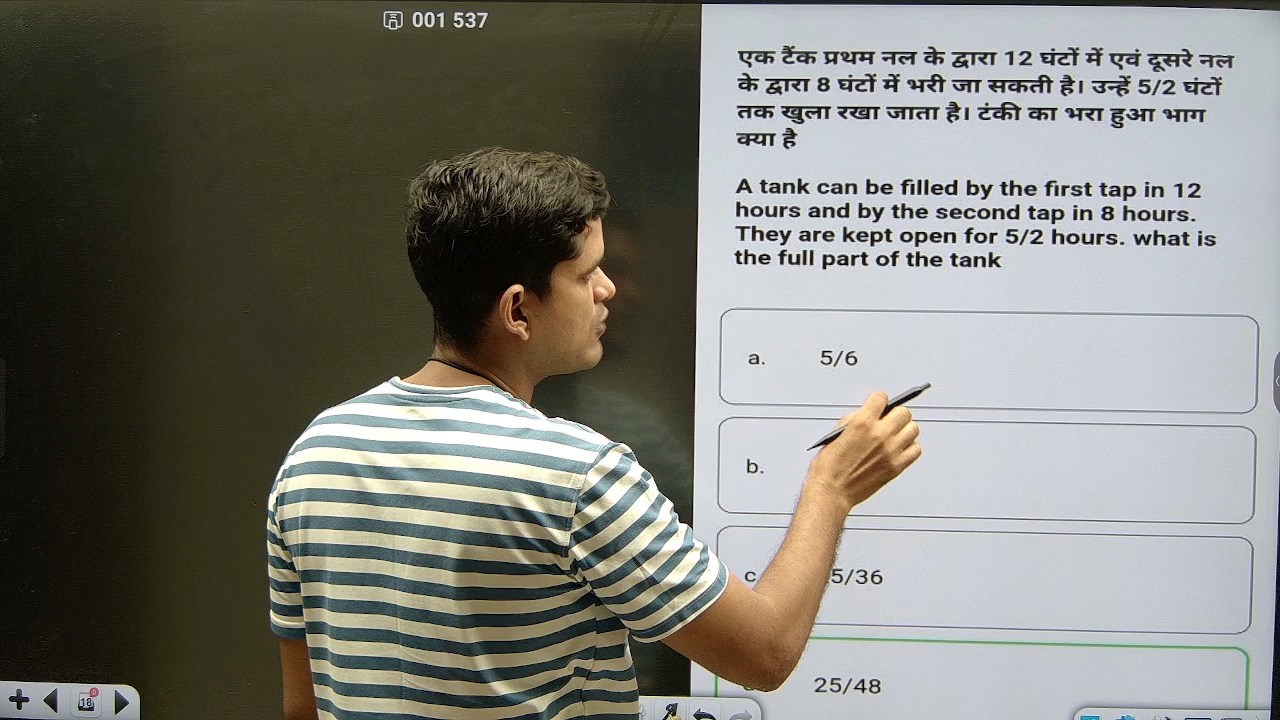 001 537
एक टैंक प्रथम नल के द्वारा 12 घंटों में एवं दूसरे नल
के द्वारा 8 घंटों में भरी जा सकती है। उन्हें 5/2 घंटों
तक खुला रखा जाता है। टंकी का भरा हुआ भाग
क्या है
A tank can be filled by the first tap in 12
hours and by the second tap in 8 hours.
They are kept open for 5/2 hours. what is
the full part of the tank
a. 5/6
b.
c 5/36
25/48
18